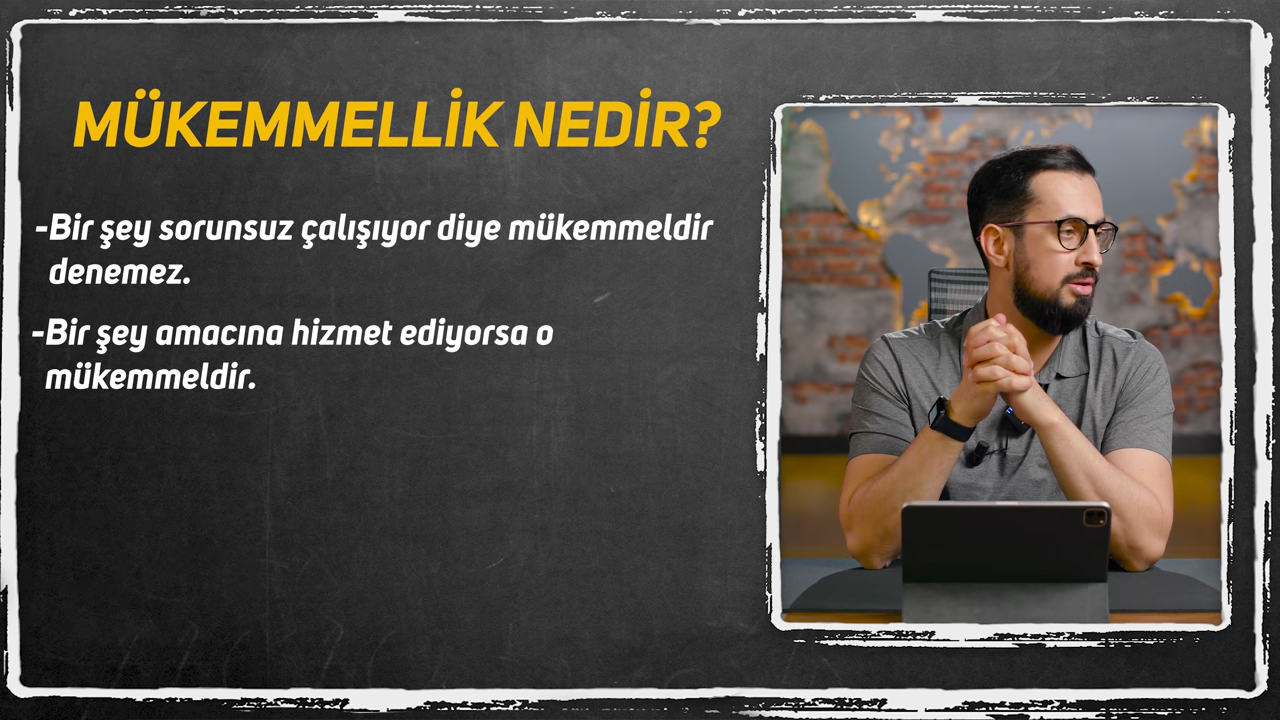 MÜKEMMELLİK NEDİR?
-Bir şey sorunsuz çalışıyor diye mükemmeldir
denemez.
-Bir şey amacına hizmet ediyorsa o
mükemmeldir.